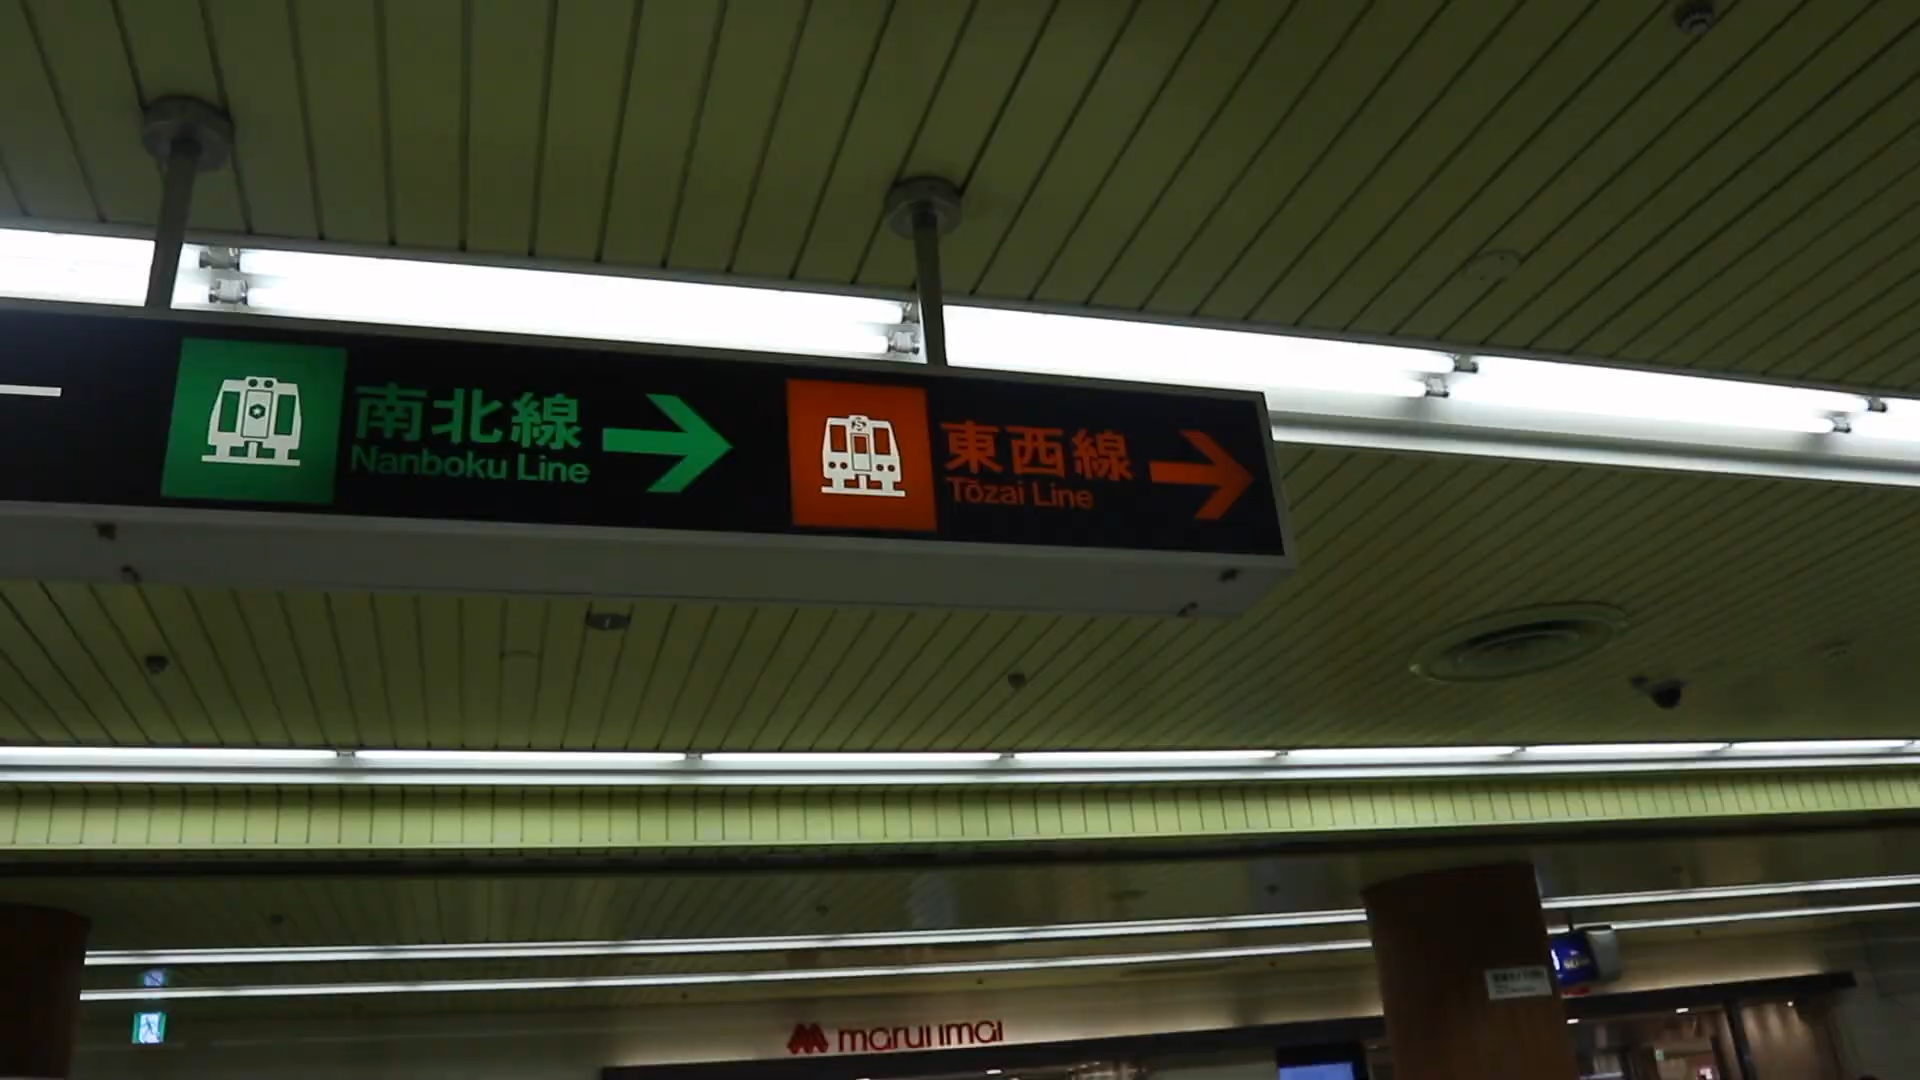 南北線
Nanboku Line
東西線
Tōzai Line
marui imai